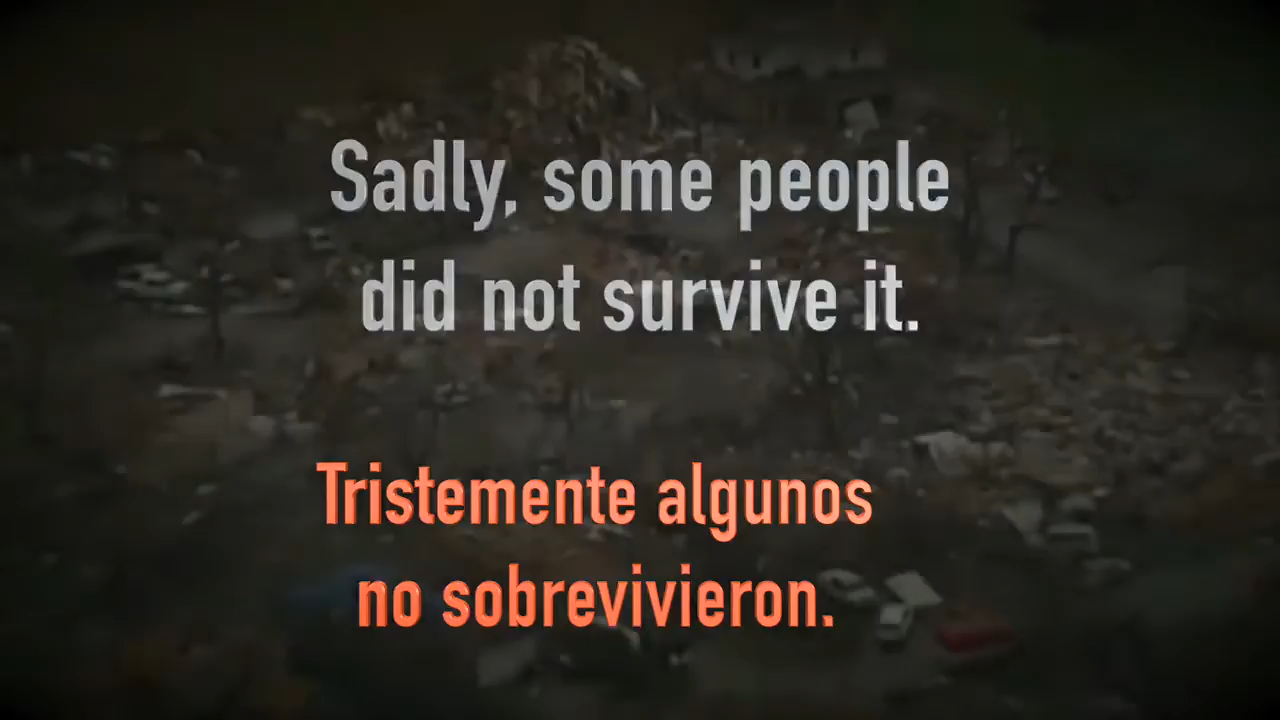 Sadly, some people
did not survive it.
Tristemente algunos
no sobrevivieron.